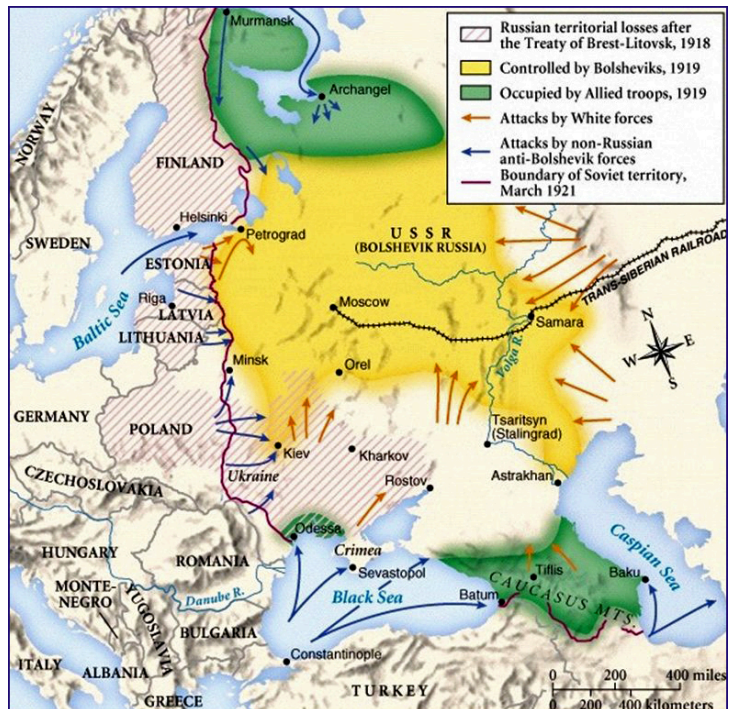 Russian territorial losses after
the Treaty of Brest-Litovsk, 1918
Controlled by Bolsheviks, 1919
Occupied by Allied troops, 1919
Attacks by White forces
Attacks by non-Russian
anti-Bolshevik forces
Boundary of Soviet territory,
March 1921
Murmansk
Archangel
NORWAY
FINLAND
Helsinki
Petrograd
SWEDEN
ESTONIA
USSR
(BOLSHEVIK RUSSIA)
TRANS-SIBERIAN RAILROAD
Baltic Sea
Riga
LATVIA
LITHUANIA
Moscow
Samara
Volga R.
N
W E
S
Minsk
Orel
GERMANY
POLAND
Tsaritsyn
(Stalingrad)
Kiev
Kharkov
Ukraine
Rostov
Astrakhan
CZECHOSLOVAKIA
Odessa
Crimea
Caspian Sea
HUNGARY
ROMANIA
Sevastopol
Tiflis
Baku
MONTE-
NEGRO
YUGOSLAVIA
Danube R.
Black Sea
Batum
CAUCASUS MTS.
BULGARIA
ITALY
ALBANIA
Constantinople
GREECE
TURKEY
0 200 400 miles
0 200 400 kilometers